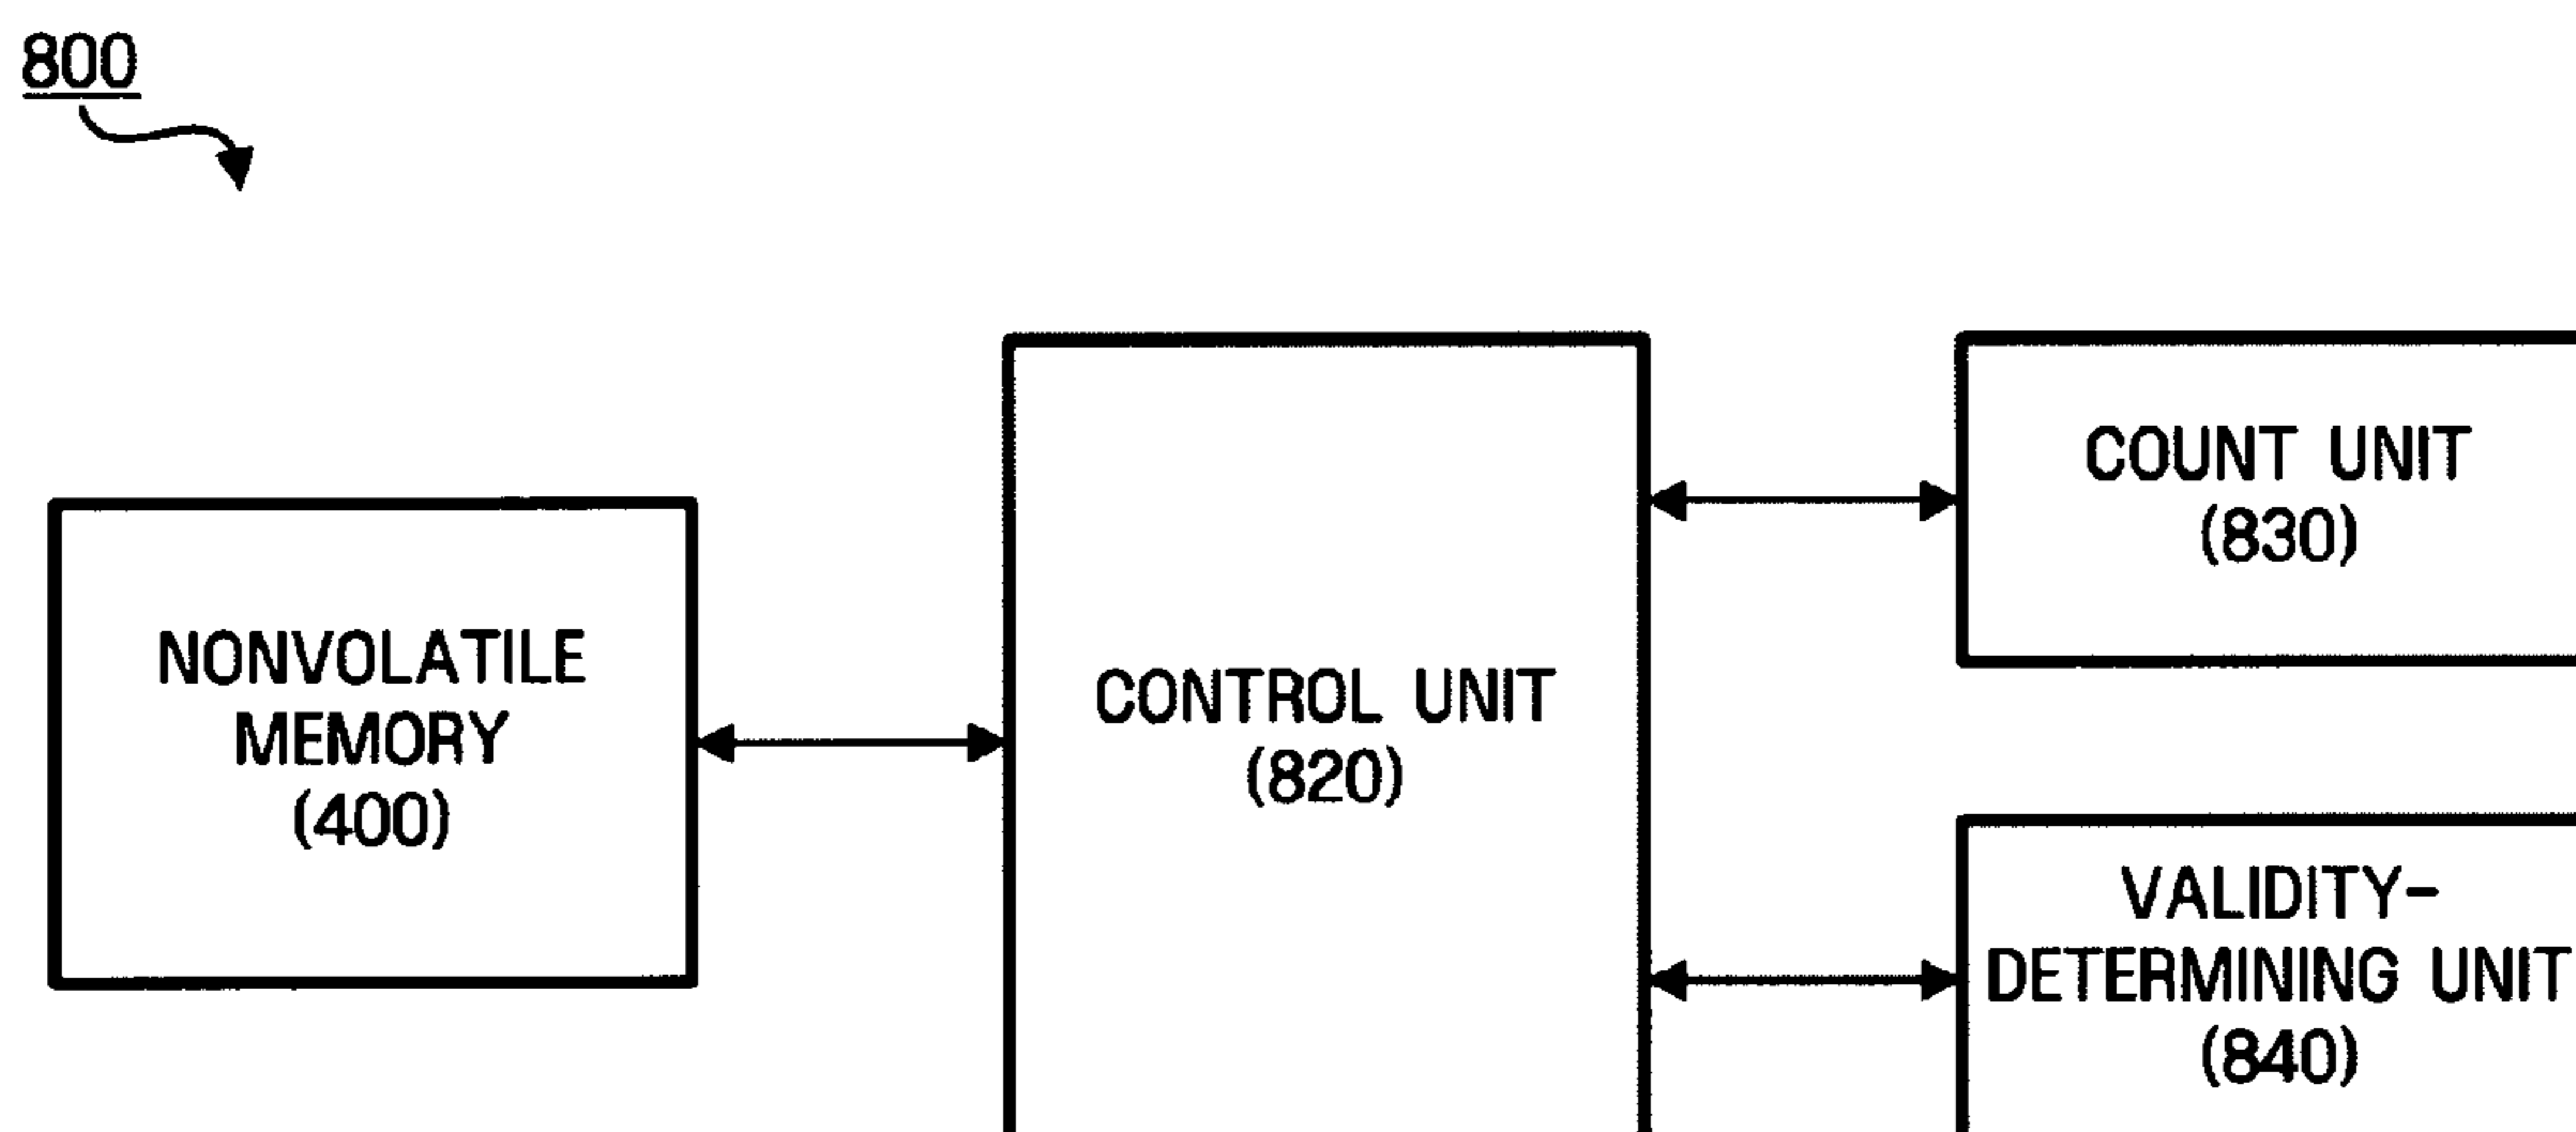 800
NONVOLATILE
MEMORY
(400)
CONTROL UNIT
(820)
COUNT UNIT
(830)
VALIDITY-
DETERMINING UNIT
(840)